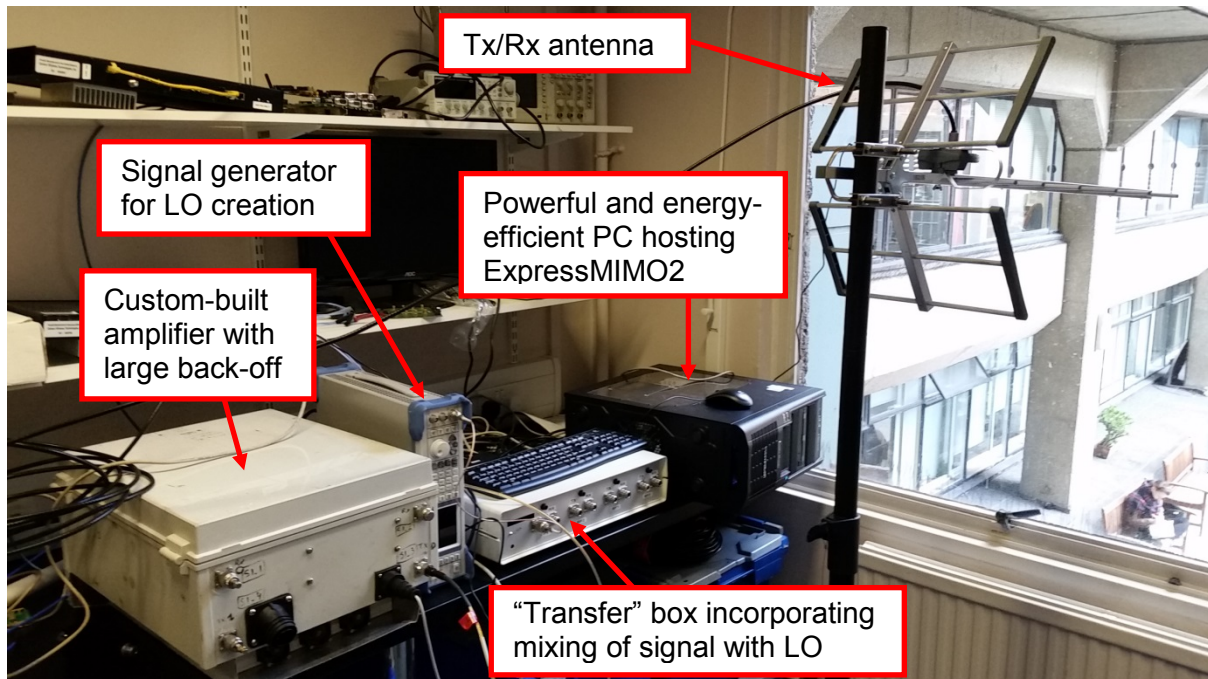 Tx/Rx antenna
Signal generator
for LO creation
Powerful and energy-
efficient PC hosting
ExpressMIMO2
Custom-built
amplifier with
large back-off
“Transfer” box incorporating
mixing of signal with LO